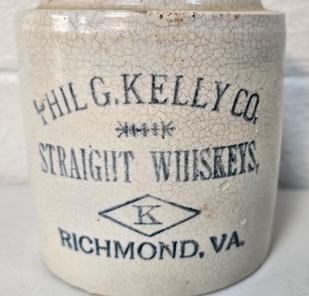 PHIL G. KELLY CO.
STRAIGHT WHISKEYS,
K
RICHMOND, VA.